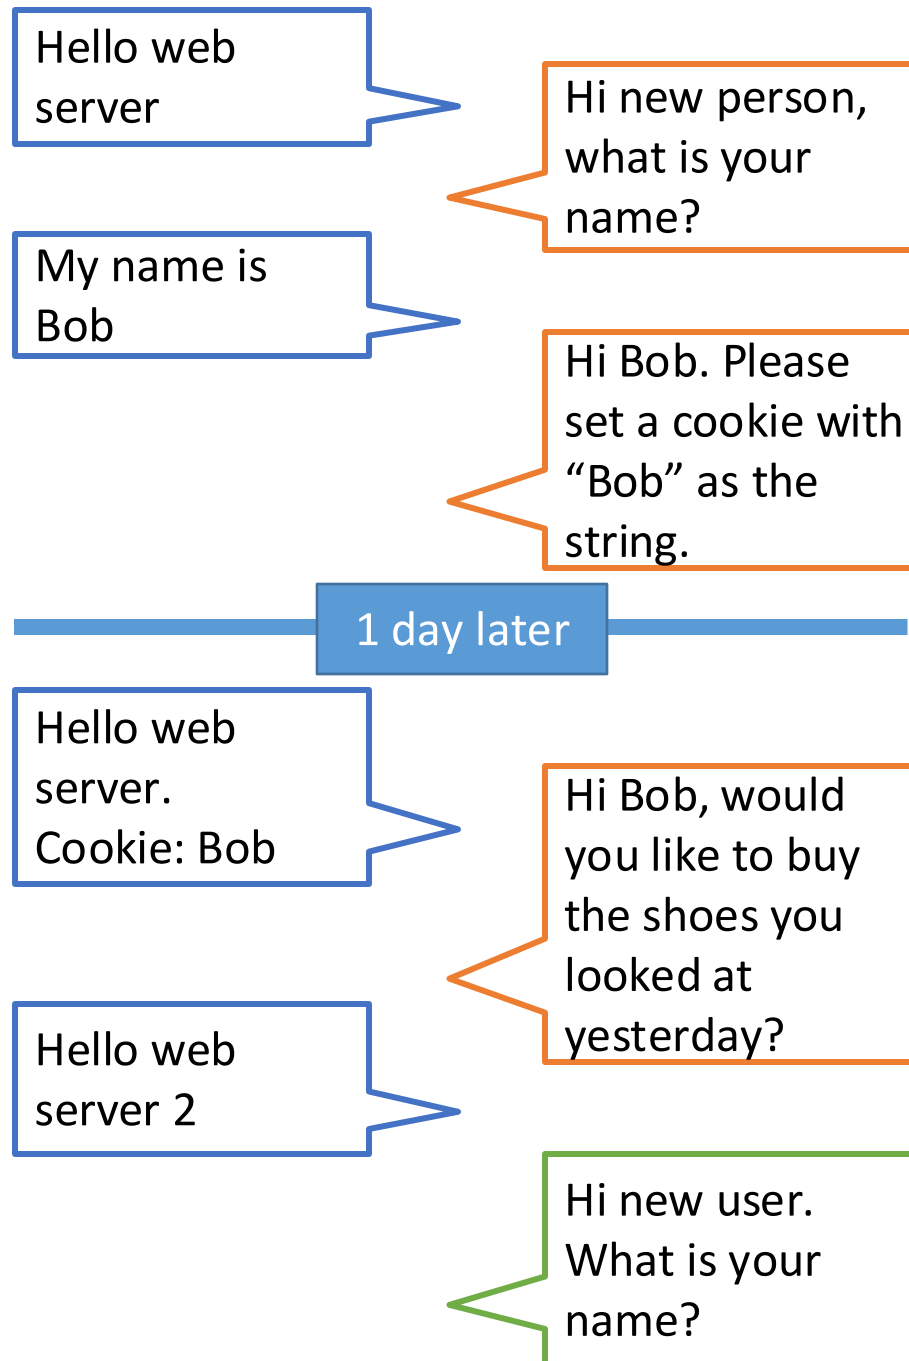 Hello web
server
Hi new person,
what is your
name?
My name is
Bob
Hi Bob. Please
set a cookie with
“Bob” as the
string.
1 day later
Hello web
server.
Cookie: Bob
Hi Bob, would
you like to buy
the shoes you
looked at
yesterday?
Hello web
server 2
Hi new user.
What is your
name?